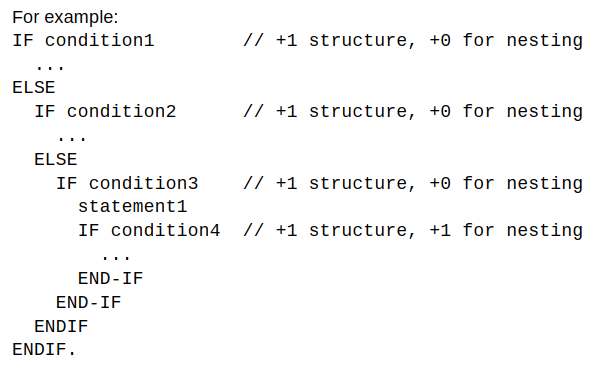 For example:
IF condition1        // +1 structure, +0 for nesting
  ...
ELSE
  IF condition2      // +1 structure, +0 for nesting
    ...
  ELSE
    IF condition3    // +1 structure, +0 for nesting
      statement1
      IF condition4  // +1 structure, +1 for nesting
        ...
      END-IF
    END-IF
  ENDIF
ENDIF.